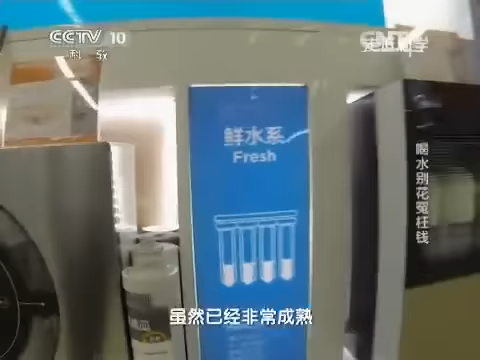 CCTV 10
科教
走近科学
鲜水系
Fresh
喝水别花冤枉钱
虽然已经非常成熟